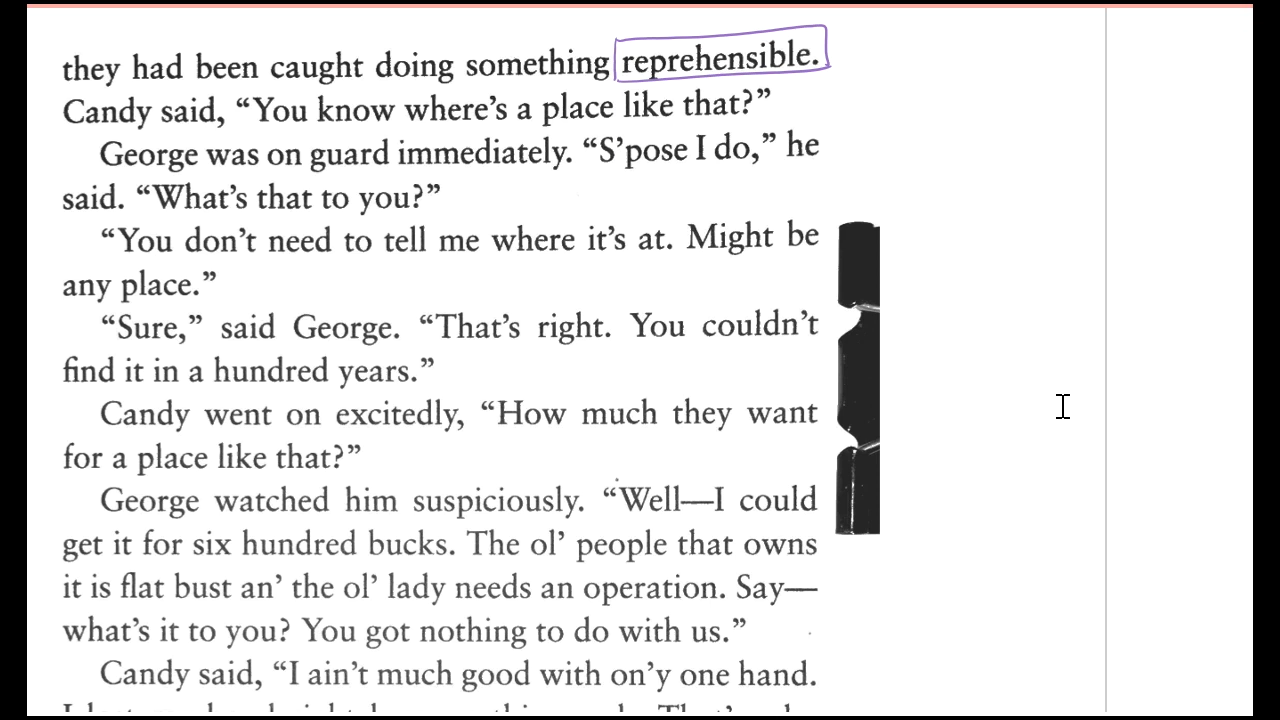 they had been caught doing something reprehensible.
Candy said, “You know where’s a place like that?”
George was on guard immediately. “S’pose I do,” he
said. “What’s that to you?”
“You don’t need to tell me where it’s at. Might be
any place.”
“Sure,” said George. “That’s right. You couldn’t
find it in a hundred years.”
Candy went on excitedly, “How much they want
for a place like that?”
George watched him suspiciously. “Well—I could
get it for six hundred bucks. The ol’ people that owns
it is flat bust an’ the ol’ lady needs an operation. Say—
what’s it to you? You got nothing to do with us.”
Candy said, “I ain’t much good with on’y one hand.